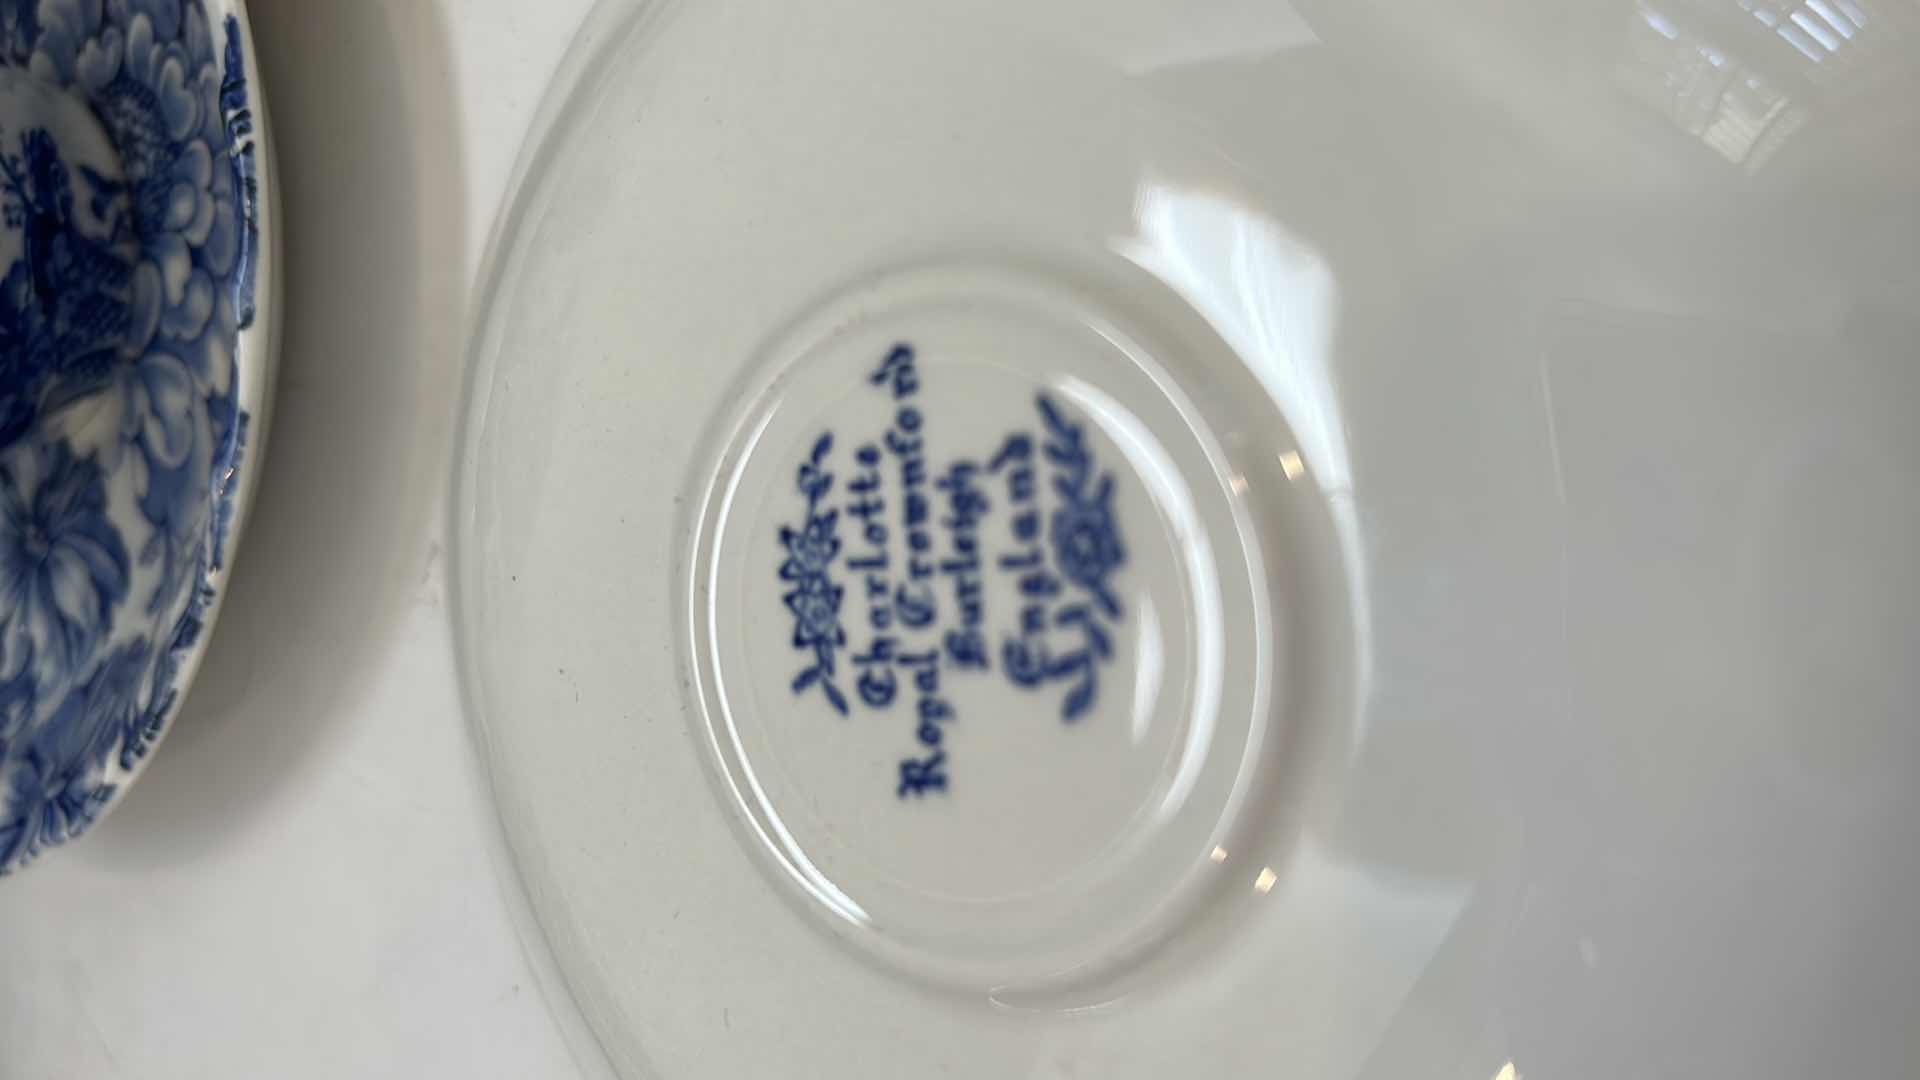 Charlotte
Royal Crownford
Burleigh
England